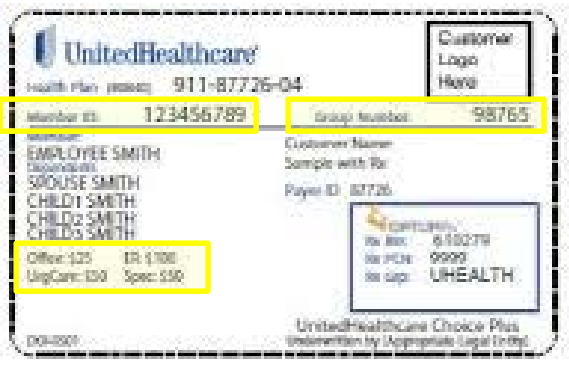 UnitedHealthcare
Customer
Logo
Here
Health Plan (80840) 911-87726-04
Member ID: 123456789 Group Number: 98765
Member:
EMPLOYEE SMITH
Dependents
SPOUSE SMITH
CHILD1 SMITH
CHILD2 SMITH
CHILD3 SMITH
Customer Name
Sample with Rx
Payer ID 87726
OPTUMRx
Rx Bin: 610279
Rx PCN: 9999
Rx Grp: UHEALTH
Office: $25 ER: $100
UrgCare: $50 Spec: $50
UnitedHealthcare Choice Plus
DOI-0501 Underwritten by [Appropriate Legal Entity]